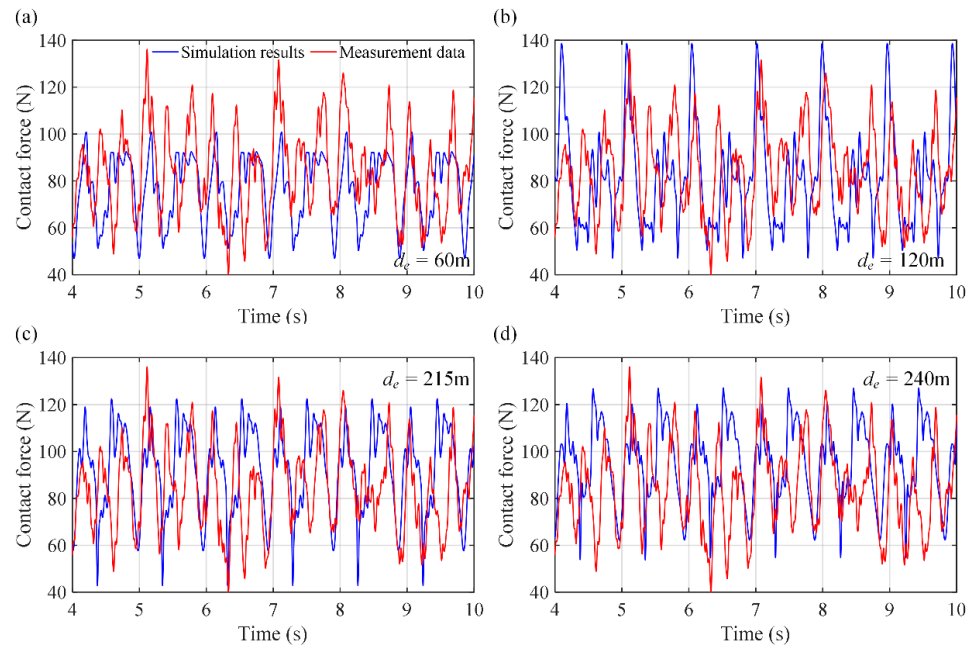 (a)
Simulation results Measurement data
140
120
100
80
60
40
Contact force (N)
d_e = 60m
4 5 6 7 8 9 10
Time (s)
(b)
140
120
100
80
60
40
Contact force (N)
d_e = 120m
4 5 6 7 8 9 10
Time (s)
(c)
140
120
100
80
60
40
Contact force (N)
d_e = 215m
4 5 6 7 8 9 10
Time (s)
(d)
140
120
100
80
60
40
Contact force (N)
d_e = 240m
4 5 6 7 8 9 10
Time (s)